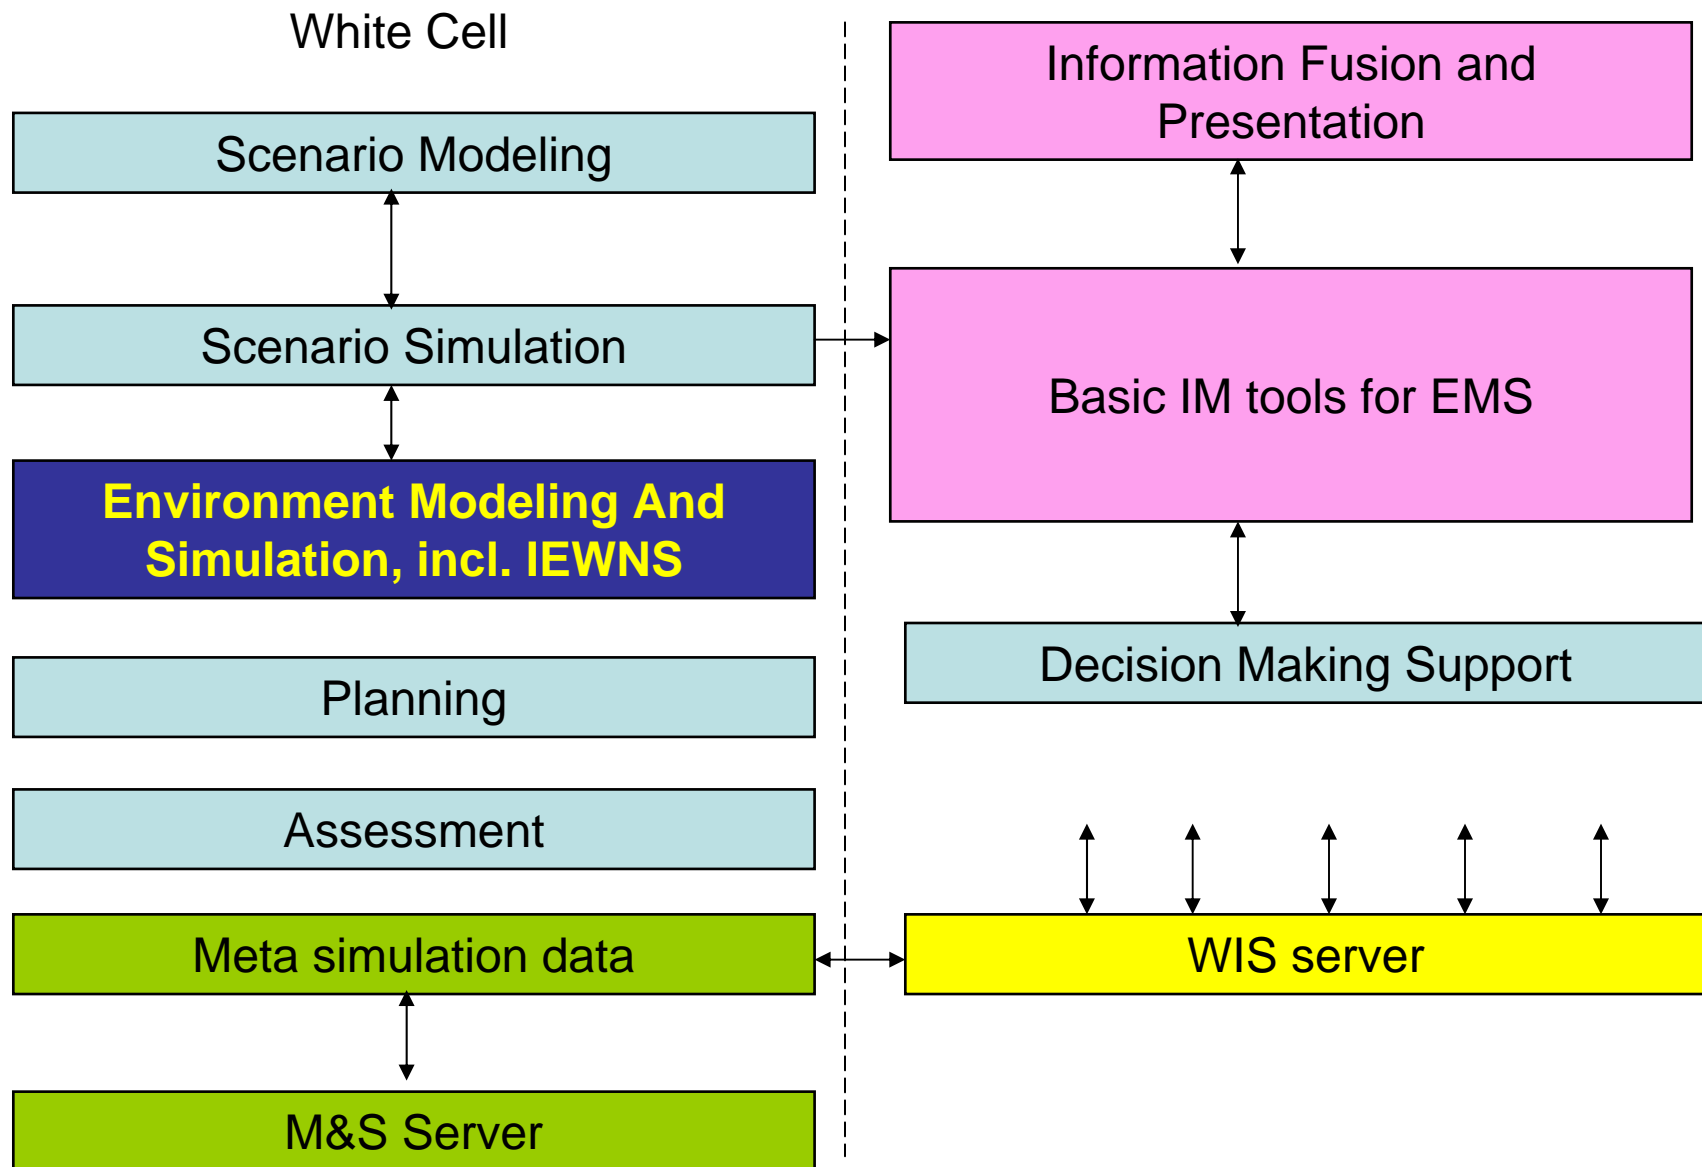 White Cell
Scenario Modeling
Scenario Simulation
Environment Modeling And
Simulation, incl. IEWNS
Planning
Assessment
Meta simulation data
M&S Server
Information Fusion and
Presentation
Basic IM tools for EMS
Decision Making Support
WIS server